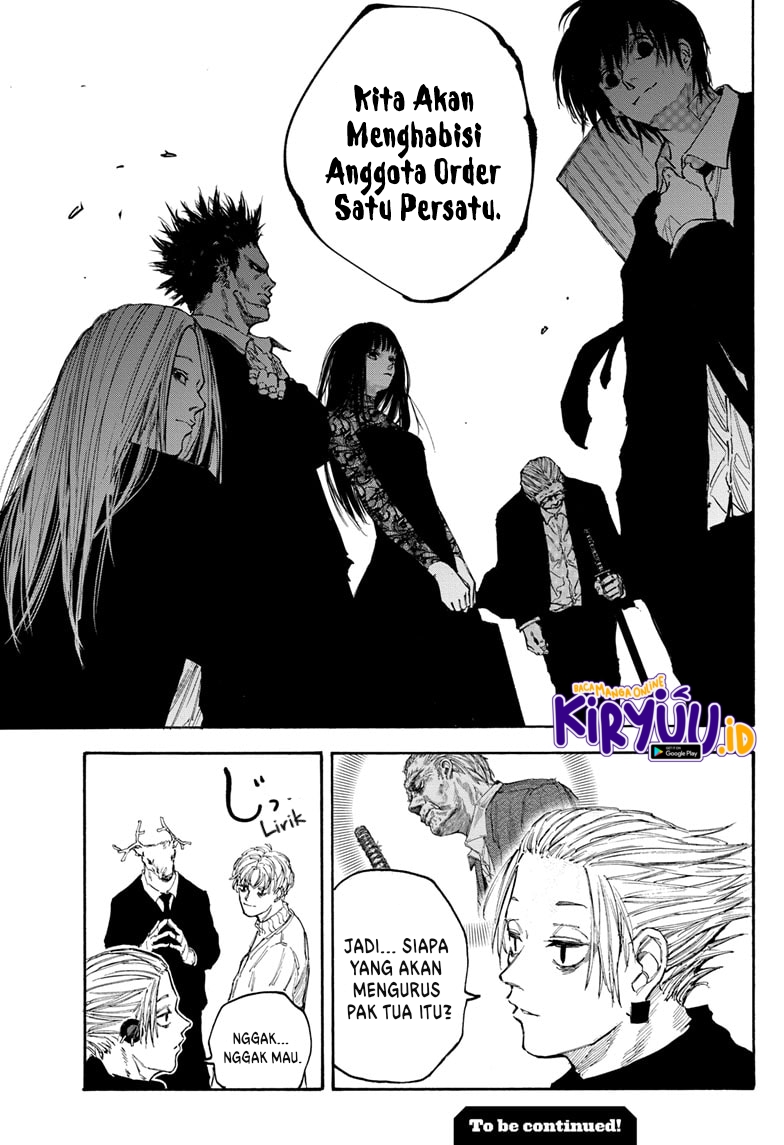 Kita Akan
Menghabisi
Anggota Order
Satu Persatu.
BACA MANGA ONLINE
KIRYUU.ID
GET IT ON
Google Play
JADI... SIAPA
YANG AKAN
MENGURUS
PAK TUA ITU?
じっ..
Lirik
NGGAK...
NGGAK MAU.
To be continued!